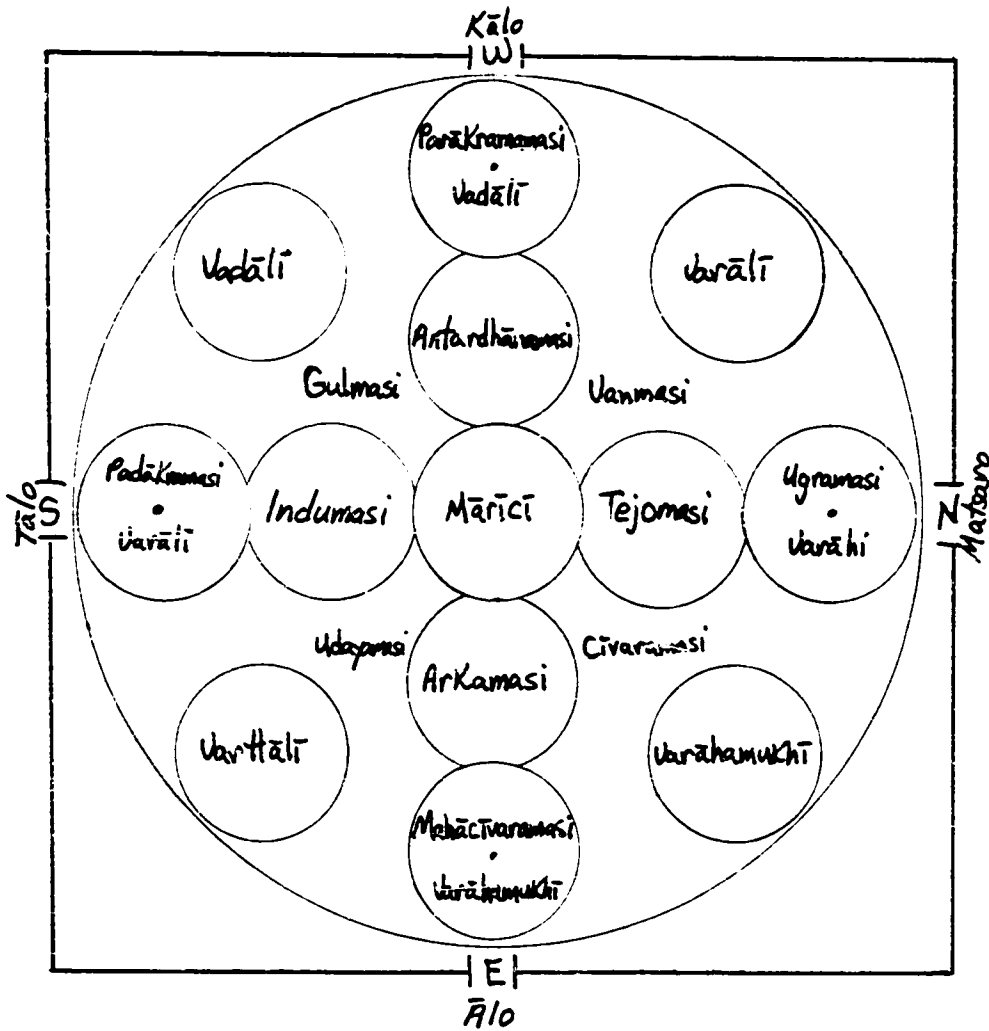 Kālo
W
Parākramamasi
Vadālī
Vadālī
Varālī
Antardhānamasi
Gulmasi
Vanmasi
Tālo
S
Padākramasi
Varālī
Indumasi
Mārīcī
Tejomasi
Ugramasi
Varāhi
N
Matsaro
Udayamasi
Cīvaramasi
Arkamasi
Varttālī
Varāhamukhī
Mahācīvaramasi
Varāhamukhī
E
Ālo